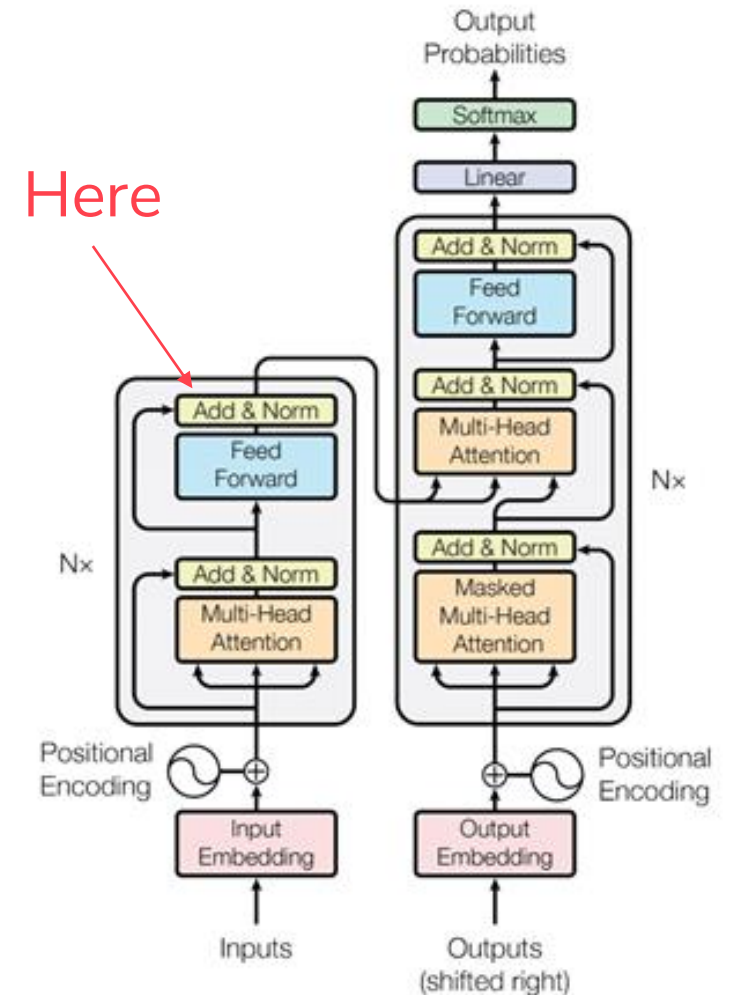 Output
Probabilities
Softmax
Linear
Here
Add & Norm
Feed
Forward
Add & Norm
Multi-Head
Attention
Nx
Add & Norm
Masked
Multi-Head
Attention
Add & Norm
Feed
Forward
Nx
Add & Norm
Multi-Head
Attention
Positional
Encoding
Positional
Encoding
Input
Embedding
Output
Embedding
Inputs
Outputs
(shifted right)